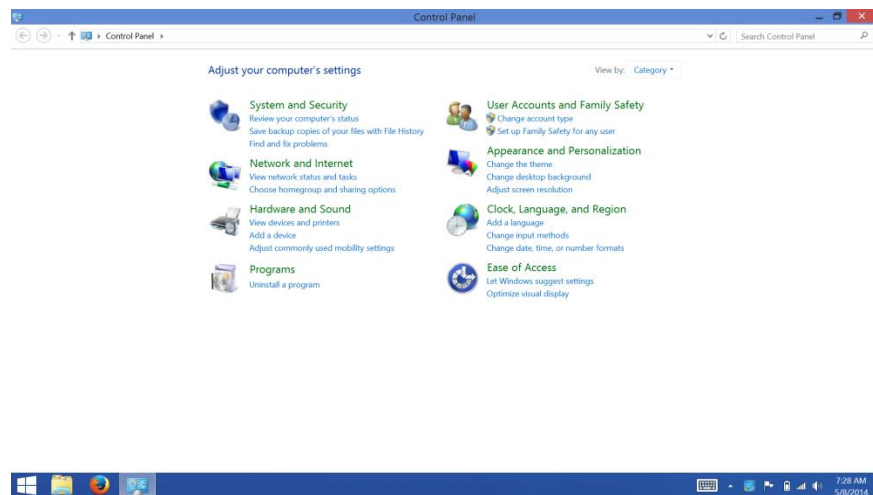 Control Panel
Control Panel
Search Control Panel
Adjust your computer's settings
View by: Category
System and Security
Review your computer's status
Save backup copies of your files with File History
Find and fix problems
Network and Internet
View network status and tasks
Choose homegroup and sharing options
Hardware and Sound
View devices and printers
Add a device
Adjust commonly used mobility settings
Programs
Uninstall a program
User Accounts and Family Safety
Change account type
Set up Family Safety for any user
Appearance and Personalization
Change the theme
Change desktop background
Adjust screen resolution
Clock, Language, and Region
Add a language
Change input methods
Change date, time, or number formats
Ease of Access
Let Windows suggest settings
Optimize visual display
7:28 AM
5/8/2014